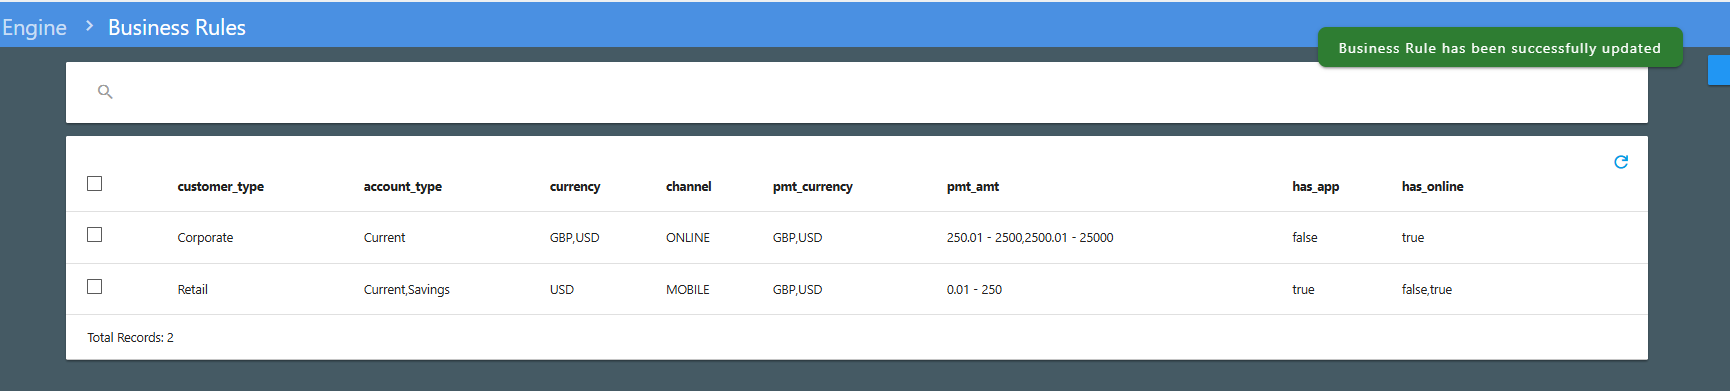 Engine > Business Rules
Business Rule has been successfully updated
customer_type account_type currency channel pmt_currency pmt_amt has_app has_online
Corporate Current GBP,USD ONLINE GBP,USD 250.01 - 2500,2500.01 - 25000 false true
Retail Current,Savings USD MOBILE GBP,USD 0.01 - 250 true false,true
Total Records: 2